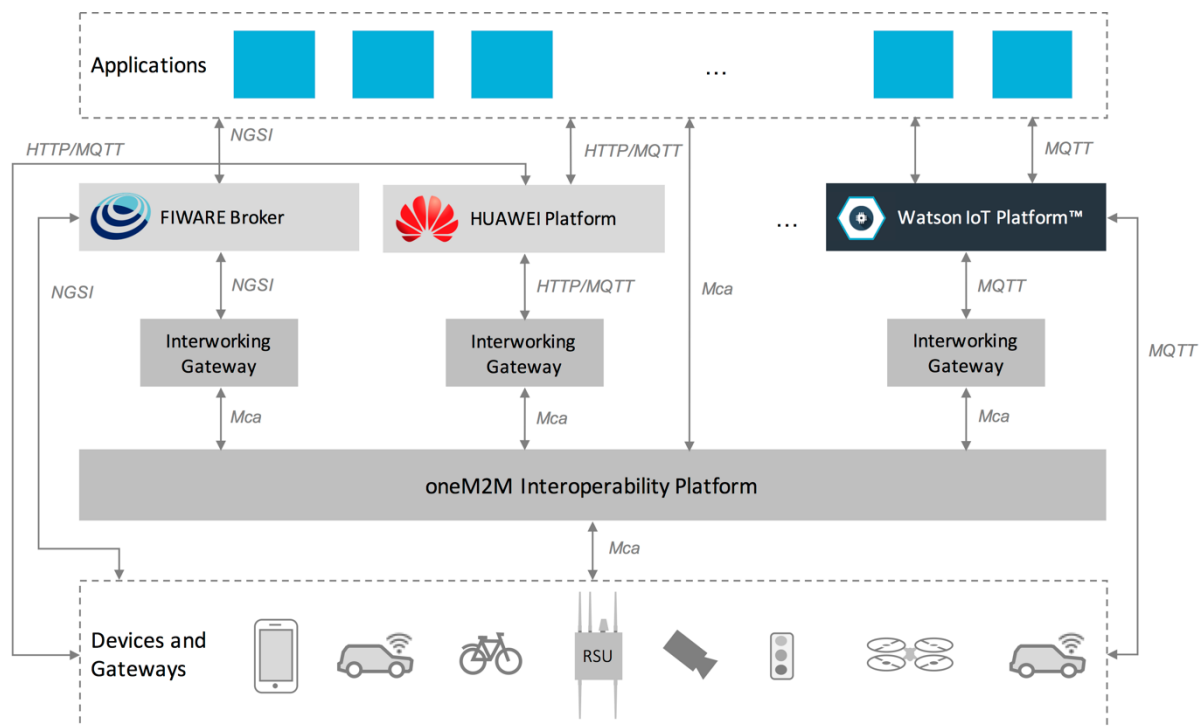 Applications
...
NGSI
HTTP/MQTT
HTTP/MQTT
MQTT
FIWARE Broker
HUAWEI Platform
...
Watson IoT Platform™
NGSI
NGSI
HTTP/MQTT
Mca
MQTT
MQTT
Interworking
Gateway
Interworking
Gateway
Interworking
Gateway
Mca
Mca
Mca
oneM2M Interoperability Platform
Mca
Devices and
Gateways
RSU